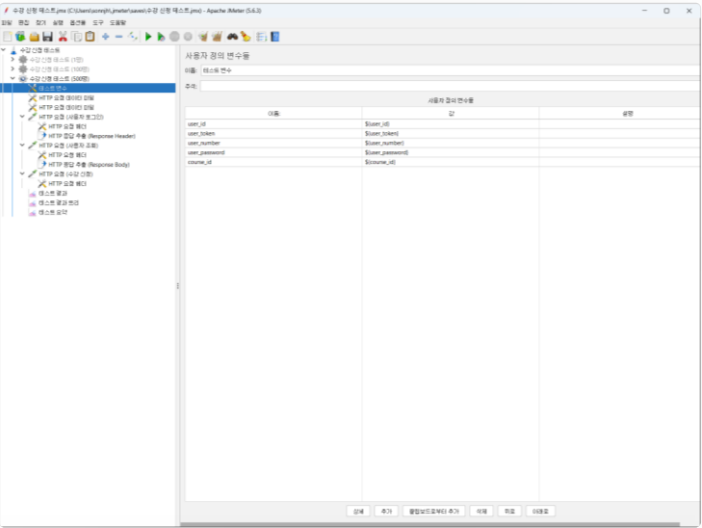 수강 신청 테스트.jmx (C:\Users\usmjh\.jmeter\saves\수강 신청 테스트.jmx) - Apache JMeter (5.6.3)
파일 편집 찾기 실행 옵션들 도구 도움말
수강 신청 테스트
수강 신청 테스트 (1명)
수강 신청 테스트 (100명)
수강 신청 테스트 (500명)
테스트 변수
HTTP 요청 데이터 파일
HTTP 요청 데이터 파일
HTTP 요청 (사용자 로그인)
HTTP 요청 헤더
HTTP 응답 추출 (Response Header)
HTTP 요청 (사용자 조회)
HTTP 요청 헤더
HTTP 응답 추출 (Response Body)
HTTP 요청 (수강 신청)
HTTP 요청 헤더
테스트 결과
테스트 결과 트리
테스트 요약
사용자 정의 변수들
이름: 테스트 변수
주석:
사용자 정의 변수들
이름: 값 설명
user_id ${user_id}
user_token ${user_token}
user_number ${user_number}
user_password ${user_password}
course_id ${course_id}
상세 추가 클립보드로부터 추가 삭제 위로 아래로